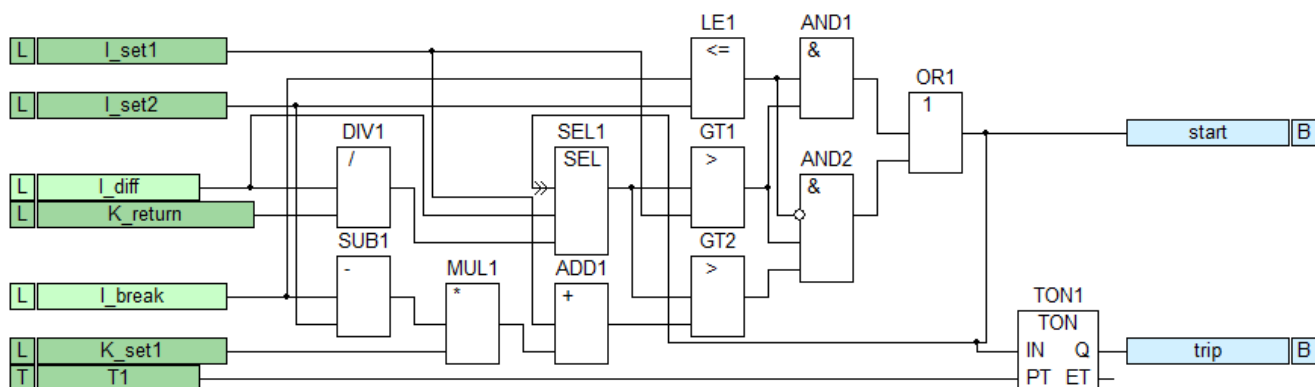 LE1 AND1
L I_set1 <= &
OR1
L I_set2 1
DIV1 SEL1 GT1 start B
/ SEL > AND2
L I_diff &
L K_return
SUB1 GT2
- MUL1 ADD1 >
L I_break * + TON1
TON
L K_set1 IN Q trip B
T T1 PT ET